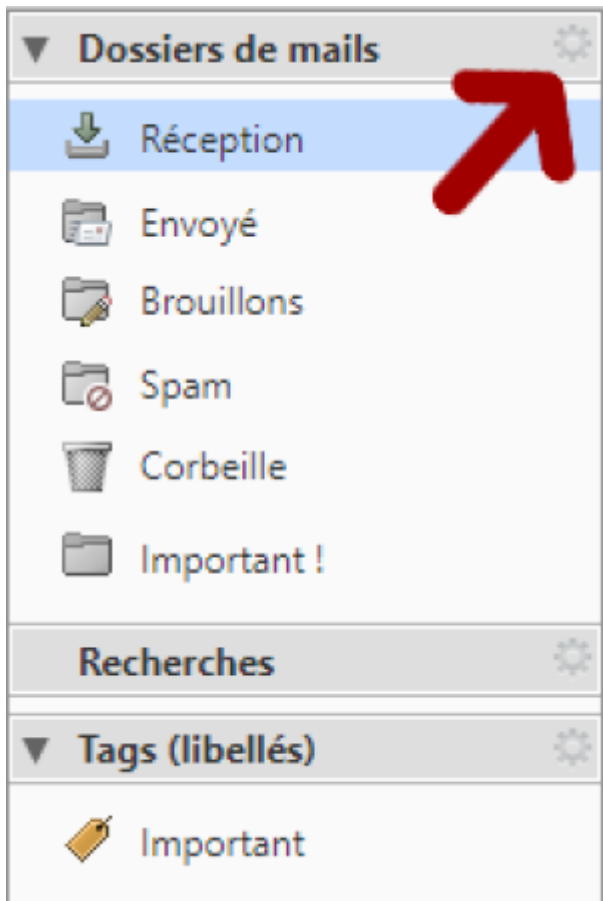 Dossiers de mails
Réception
Envoyé
Brouillons
Spam
Corbeille
Important !
Recherches
Tags (libellés)
Important